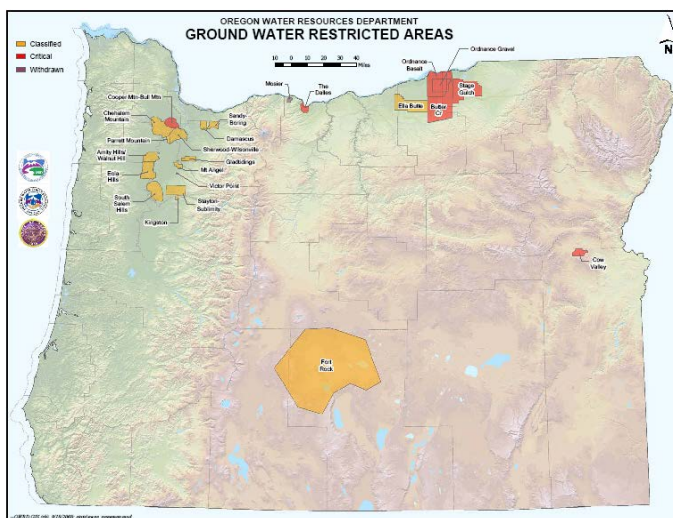 OREGON WATER RESOURCES DEPARTMENT
GROUND WATER RESTRICTED AREAS
Classified
Critical
Withdrawn
10 0 10 20 30 40
Miles
N
Ordnance Gravel
Ordnance
Basalt
Mosier
The
Dalles
Stage
Gulch
Ella Butte
Butter
Cr
Cooper Mtn-Bull Mtn
Chehalem
Mountain
Sandy-
Boring
Parrett Mountain
Damascus
Sherwood-Wilsonville
Amity Hills/
Walnut Hill
Gladtidings
Mt Angel
Eola
Hills
Victor Point
South
Salem
Hills
Stayton-
Sublimity
Kingston
Cow
Valley
Fort
Rock